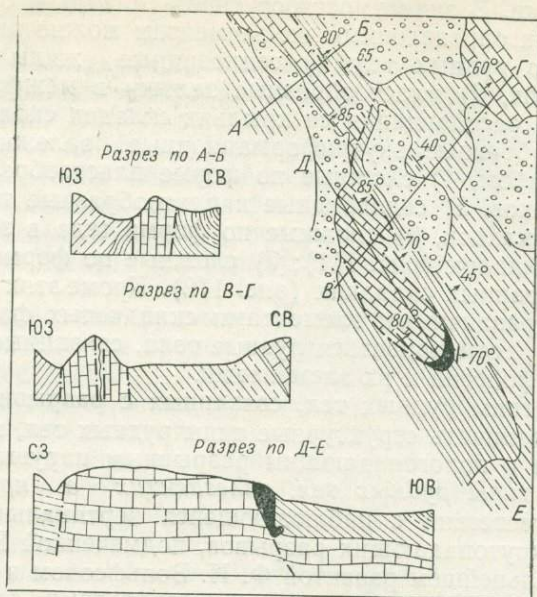 Разрез по А-Б
ЮЗ СВ
Разрез по В-Г
ЮЗ СВ
СЗ Разрез по Д-Е ЮВ
80° Б
65° 60° Г
А 85°
Д 40°
85°
70°
В 45°
80°
70°
Е